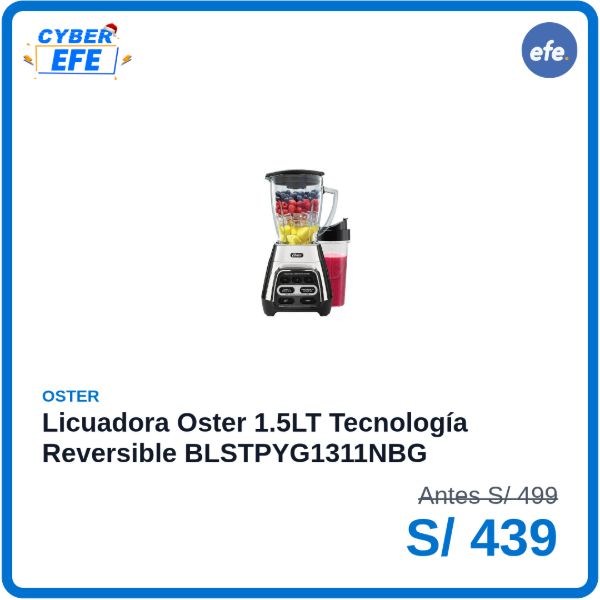 CYBER
EFE
efe.
OSTER
Licuadora Oster 1.5LT Tecnología
Reversible BLSTPYG1311NBG
Antes S/ 499
S/ 439